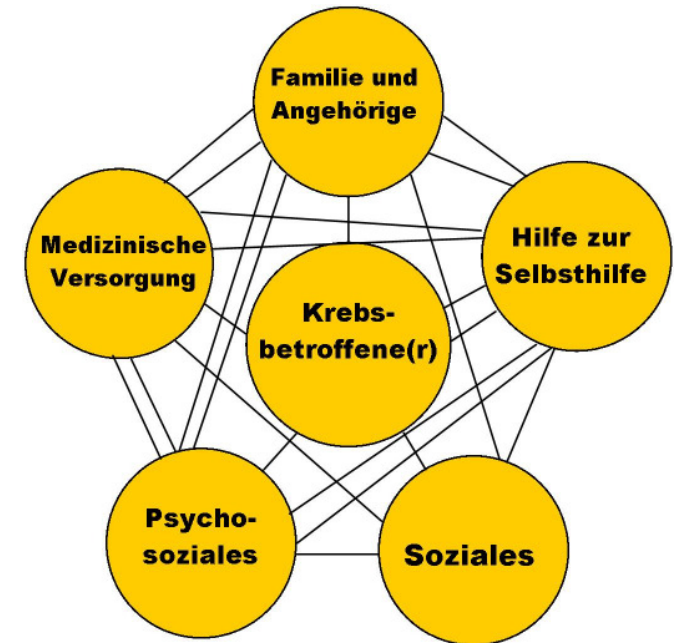 Familie und
Angehörige
Medizinische
Versorgung
Hilfe zur
Selbsthilfe
Krebs-
betroffene(r)
Psycho-
soziales
Soziales